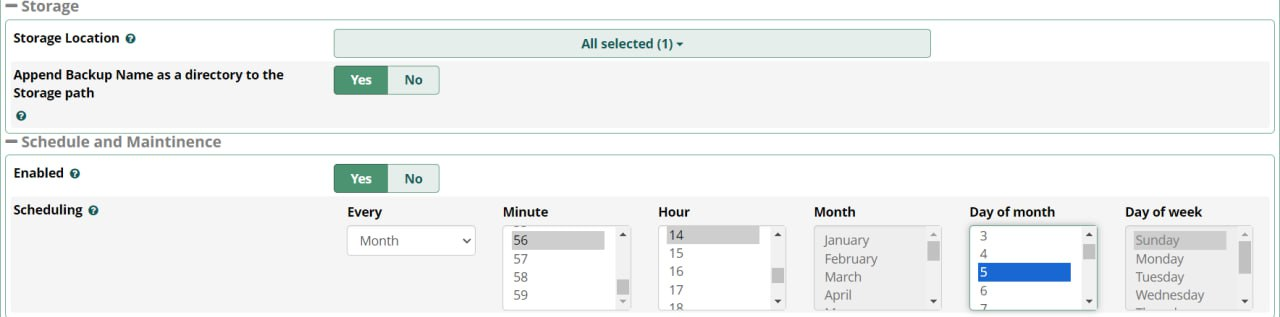 Storage
Storage Location
All selected (1)
Append Backup Name as a directory to the
Storage path
Yes No
Schedule and Maintinence
Enabled
Yes No
Scheduling
Every Minute Hour Month Day of month Day of week
Month
56
57
58
59
14
15
16
17
18
January
February
March
April
3
4
5
6
7
Sunday
Monday
Tuesday
Wednesday